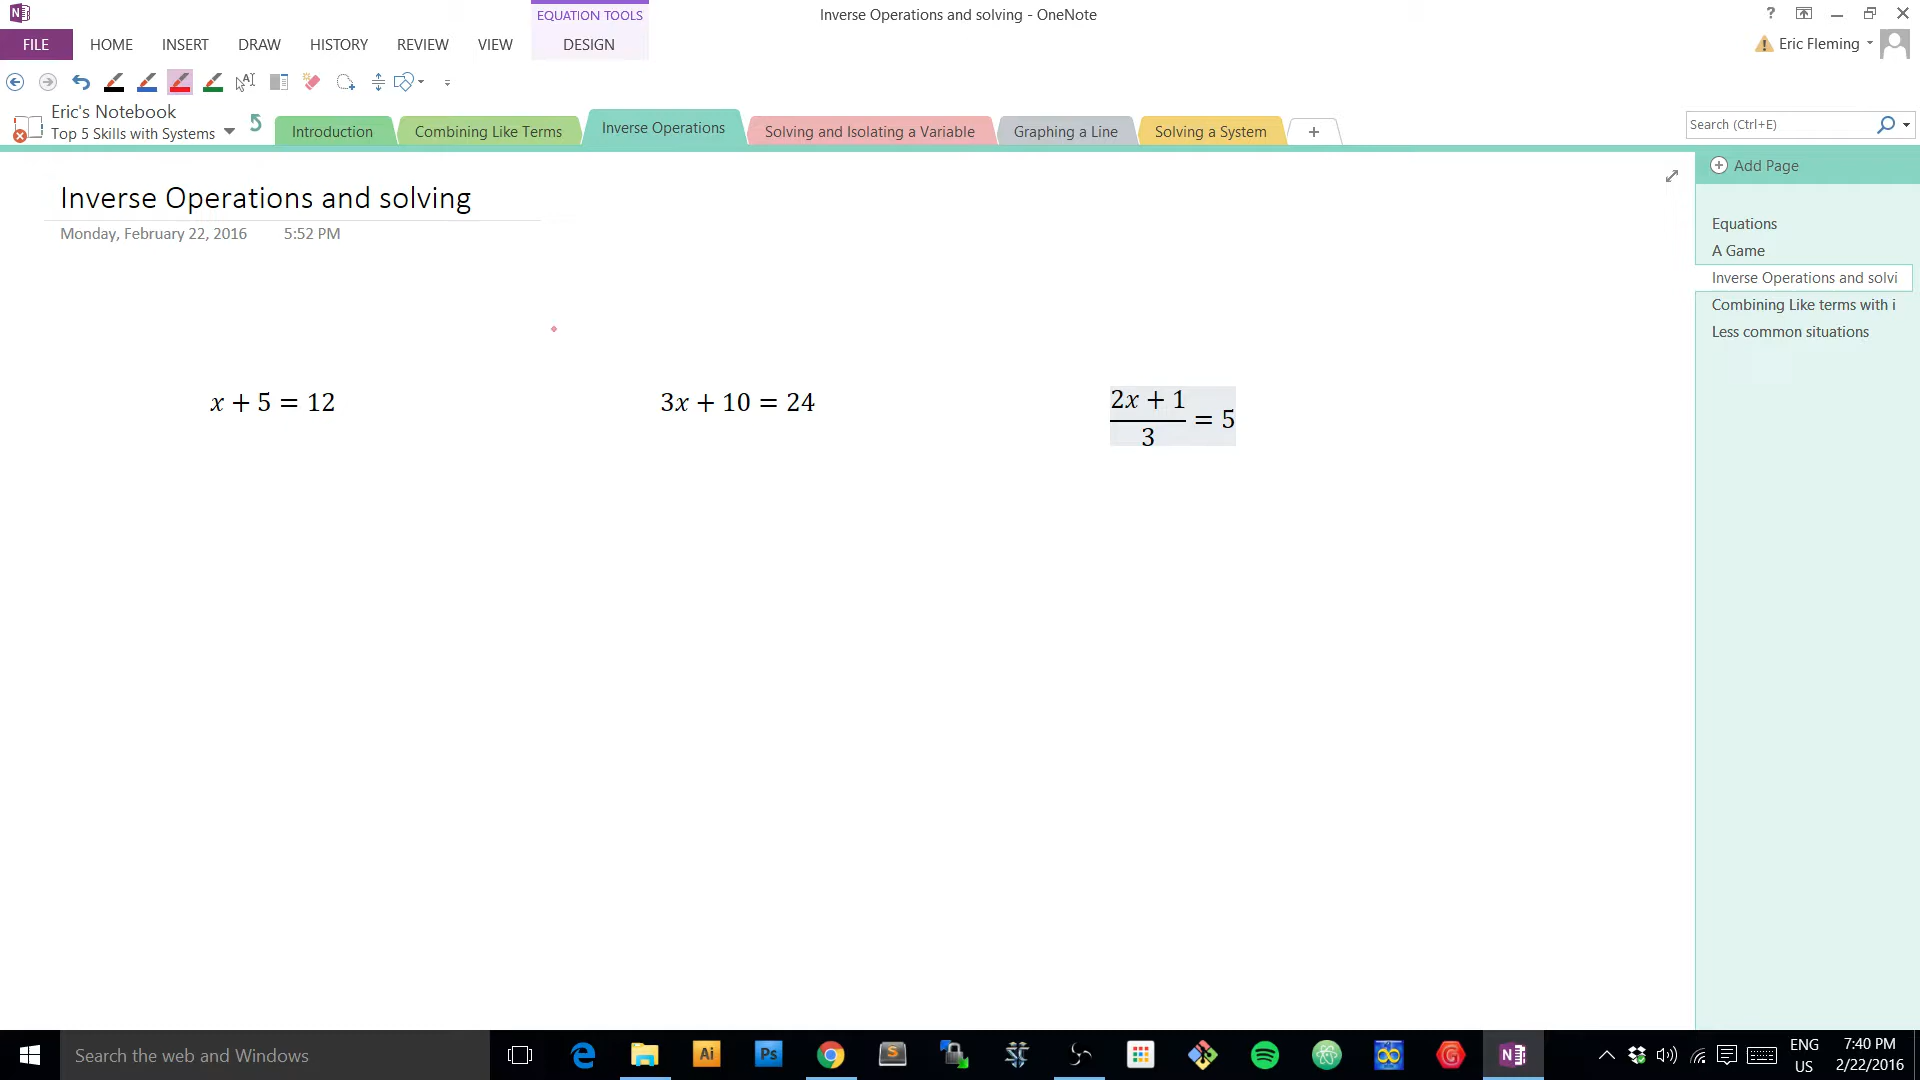 EQUATION TOOLS
Inverse Operations and solving - OneNote
?
FILE HOME INSERT DRAW HISTORY REVIEW VIEW DESIGN
Eric Fleming
Eric's Notebook
Top 5 Skills with Systems
Introduction
Combining Like Terms
Inverse Operations
Solving and Isolating a Variable
Graphing a Line
Solving a System
+
Search (Ctrl+E)
Add Page
Inverse Operations and solving
Monday, February 22, 2016 5:52 PM
Equations
A Game
Inverse Operations and solvi
Combining Like terms with i
Less common situations
x + 5 = 12
3x + 10 = 24
2x + 1
3
= 5
Search the web and Windows
Ai
Ps
ENG
US
7:40 PM
2/22/2016